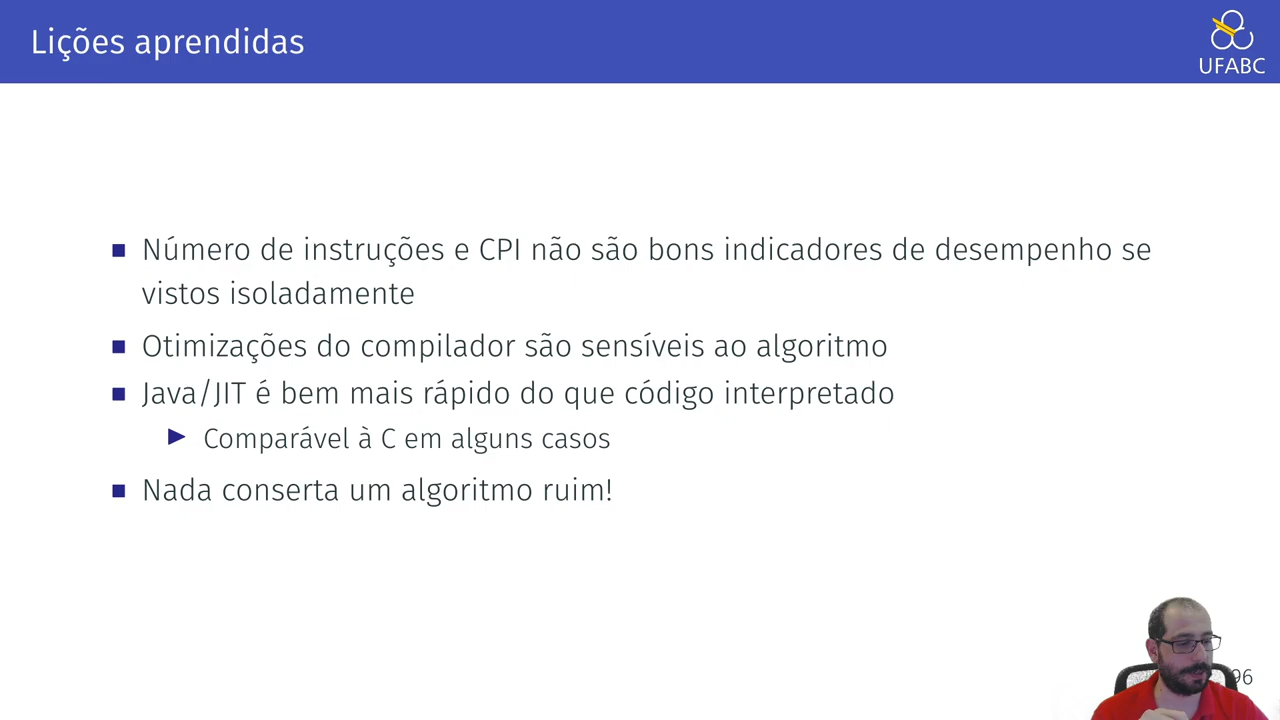 Lições aprendidas
UFABC
Número de instruções e CPI não são bons indicadores de desempenho se
vistos isoladamente
Otimizações do compilador são sensíveis ao algoritmo
Java/JIT é bem mais rápido do que código interpretado
Comparável à C em alguns casos
Nada conserta um algoritmo ruim!
96